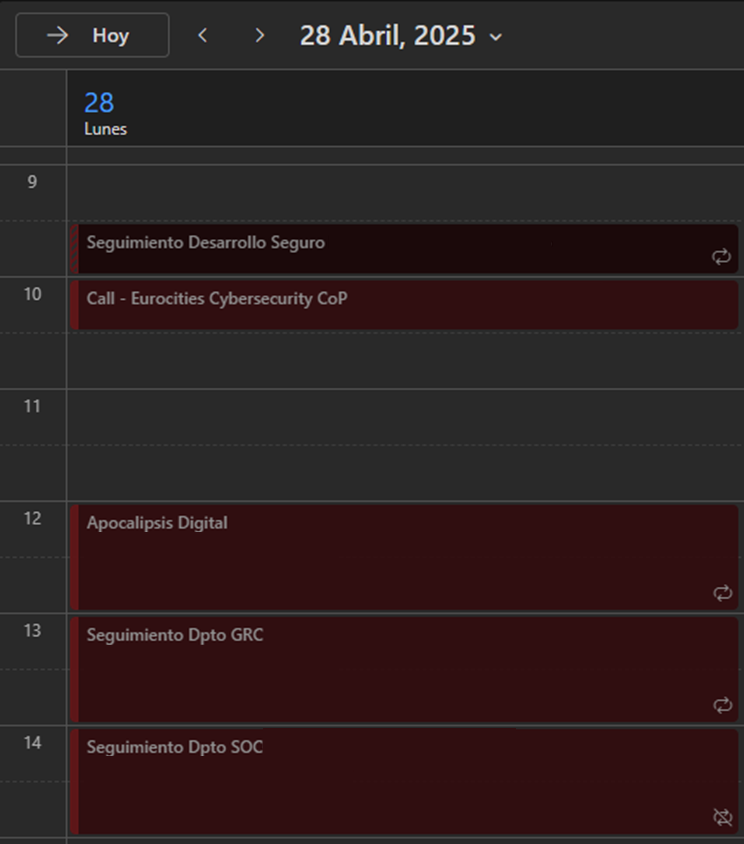 Hoy
28 Abril, 2025
28
Lunes
9
Seguimiento Desarrollo Seguro
10
Call - Eurocities Cybersecurity CoP
11
12
Apocalipsis Digital
13
Seguimiento Dpto GRC
14
Seguimiento Dpto SOC